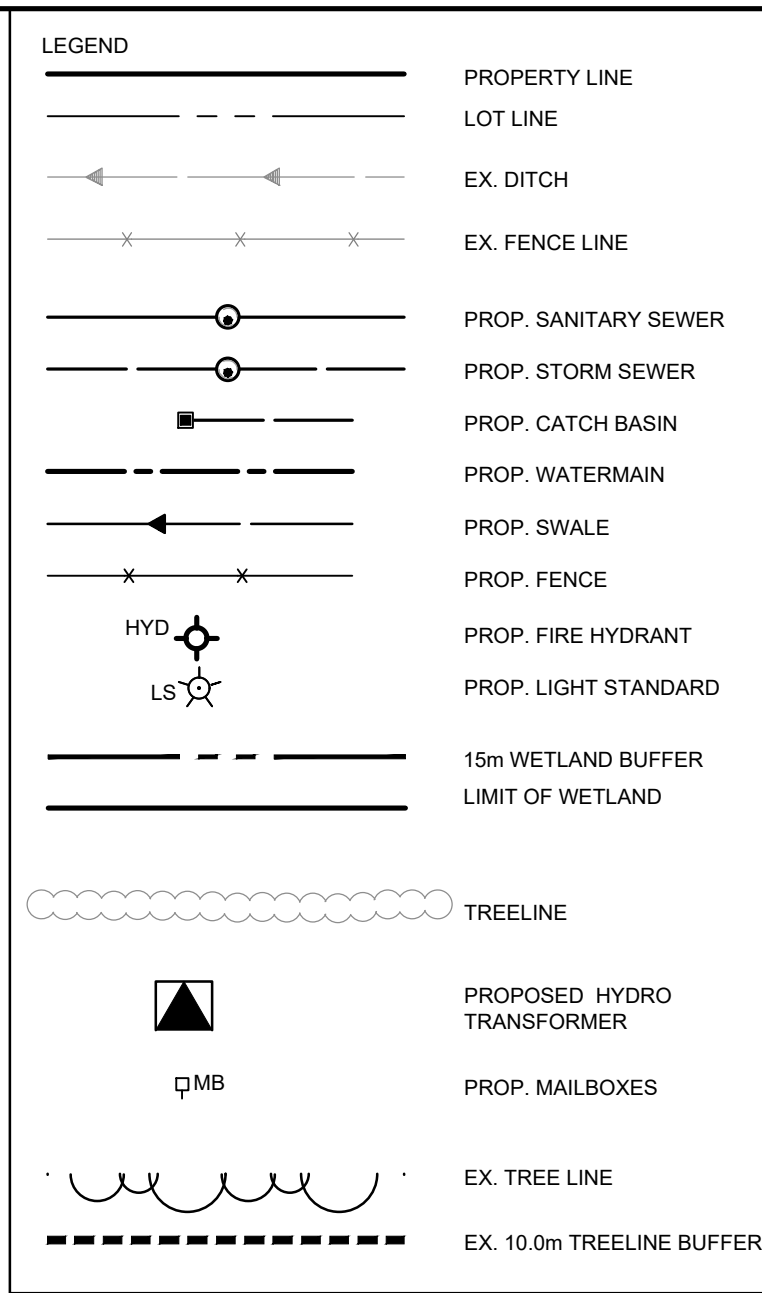 LEGEND
PROPERTY LINE
LOT LINE
EX. DITCH
EX. FENCE LINE
PROP. SANITARY SEWER
PROP. STORM SEWER
PROP. CATCH BASIN
PROP. WATERMAIN
PROP. SWALE
PROP. FENCE
HYD PROP. FIRE HYDRANT
LS PROP. LIGHT STANDARD
15m WETLAND BUFFER
LIMIT OF WETLAND
TREELINE
PROPOSED HYDRO
TRANSFORMER
MB PROP. MAILBOXES
EX. TREE LINE
EX. 10.0m TREELINE BUFFER